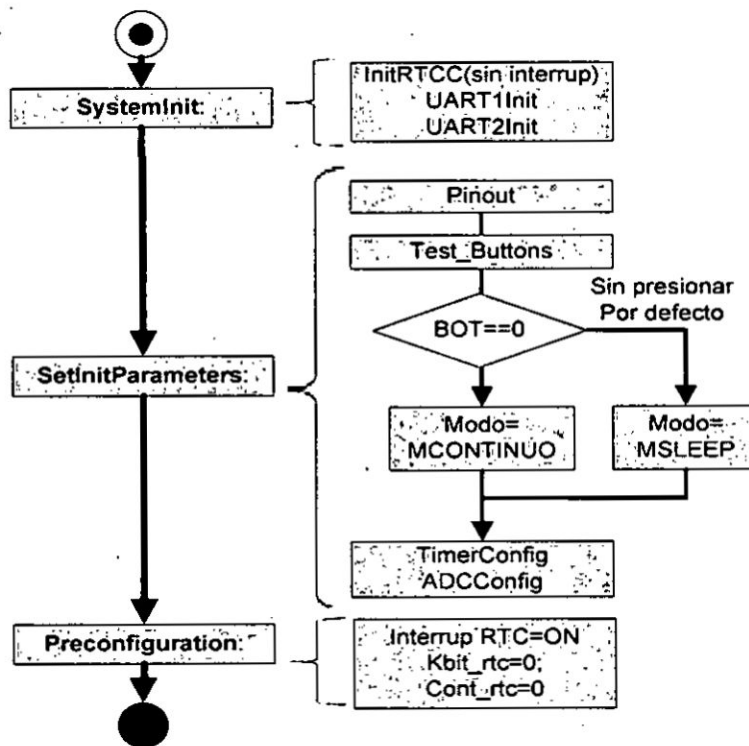 SystemInit:
InitRTCC(sin interrup)
UART1Init
UART2Init
SetInitParameters:
Pinout
Test_Buttons
BOT==0
Sin presionar
Por defecto
Modo=
MCONTINUO
Modo=
MSLEEP
TimerConfig
ADCConfig
Preconfiguration:
Interrup RTC=ON
Kbit_rtc=0;
Cont_rtc=0